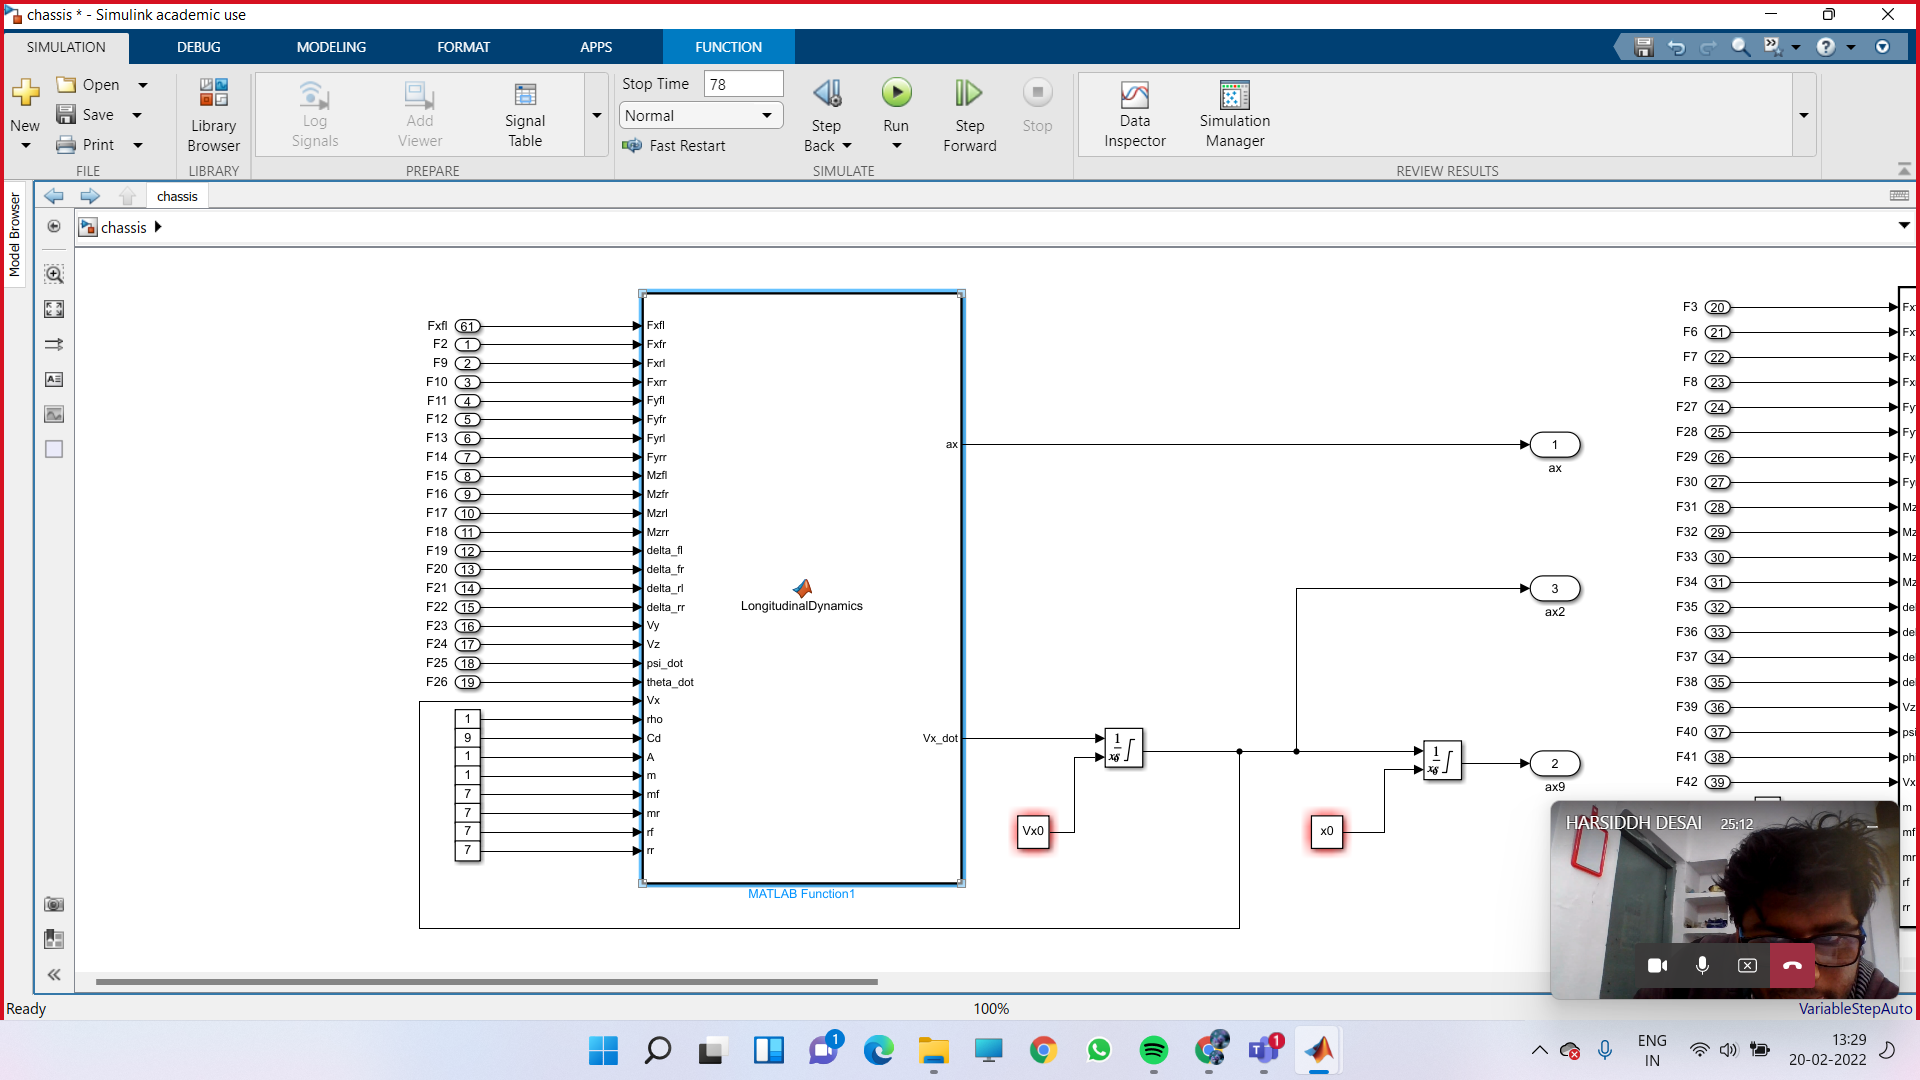 chassis * - Simulink academic use
SIMULATION
DEBUG
MODELING
FORMAT
APPS
FUNCTION
New
Open
Save
Print
FILE
Library
Browser
LIBRARY
Log
Signals
Add
Viewer
Signal
Table
PREPARE
Stop Time 78
Normal
Fast Restart
Step
Back
Run
Step
Forward
Stop
SIMULATE
Data
Inspector
Simulation
Manager
REVIEW RESULTS
Model Browser
chassis
chassis
Fxfl 61 Fxfl
F2 1 Fxfr
F9 2 Fxrl
F10 3 Fxrr
F11 4 Fyfl
F12 5 Fyfr
F13 6 Fyrl
F14 7 Fyrr
F15 8 Mzfl
F16 9 Mzfr
F17 10 Mzrl
F18 11 Mzrr
F19 12 delta_fl
F20 13 delta_fr
F21 14 delta_rl
F22 15 delta_rr
F23 16 Vy
F24 17 Vz
F25 18 psi_dot
F26 19 theta_dot
Vx
1 rho
9 Cd
1 A
1 m
7 mf
7 mr
7 rf
7 rr
LongitudinalDynamics
MATLAB Function1
ax
Vx_dot
Vx0
x0
1
ax
3
ax2
2
ax9
F3 20 Fx
F6 21 Fx
F7 22 Fx
F8 23 Fx
F27 24 Fy
F28 25 Fy
F29 26 Fy
F30 27 Fy
F31 28 Mz
F32 29 Mz
F33 30 Mz
F34 31 Mz
F35 32 de
F36 33 de
F37 34 de
F38 35 de
F39 36 Vz
F40 37 psi
F41 38 phi
F42 39 Vx
m
mf
mr
rf
rr
HARSIDDH DESAI 25:12
Ready
100%
VariableStepAuto
1
1
ENG
IN
13:29
20-02-2022